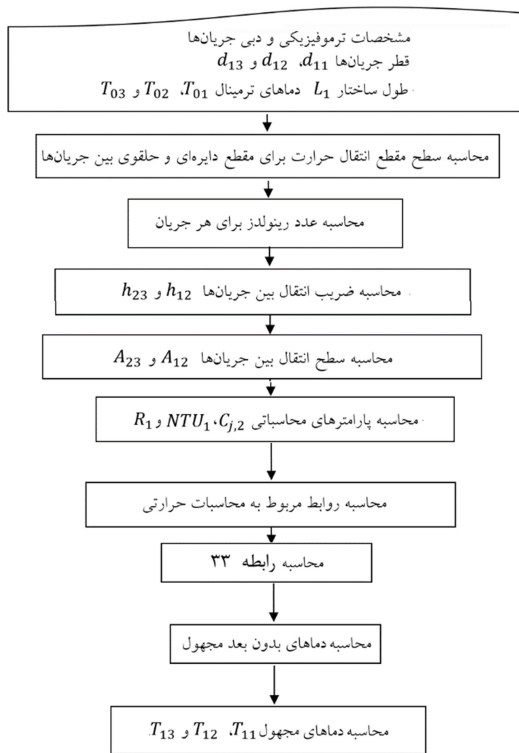 مشخصات ترموفیزیکی و دبی جریان‌ها
قطر جریان‌ها d11، d12 و d13
طول ساختار L1 دماهای ترمینال T01، T02 و T03
محاسبه سطح مقطع انتقال حرارت برای مقطع دایره‌ای و حلقوی بین جریان‌ها
محاسبه عدد رینولدز برای هر جریان
محاسبه ضریب انتقال بین جریان‌ها h12 و h23
محاسبه سطح انتقال بین جریان‌ها A12 و A23
محاسبه پارامترهای محاسباتی Cj,2، NTU1 و R1
محاسبه روابط مربوط به محاسبات حرارتی
محاسبه رابطه ۳۳
محاسبه دماهای بدون بعد مجهول
محاسبه دماهای مجهول T11، T12 و T13